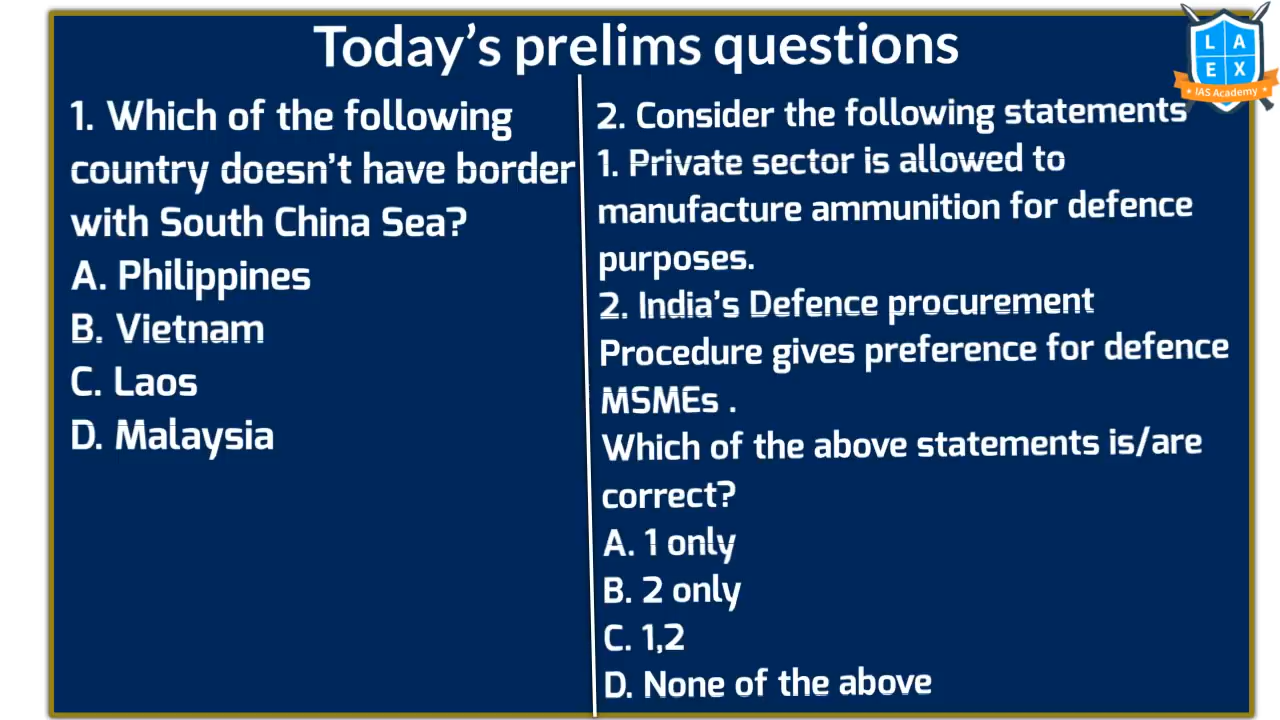 Today's prelims questions
L A
E X
IAS Academy
1. Which of the following
country doesn't have border
with South China Sea?
A. Philippines
B. Vietnam
C. Laos
D. Malaysia
2. Consider the following statements
1. Private sector is allowed to
manufacture ammunition for defence
purposes.
2. India's Defence procurement
Procedure gives preference for defence
MSMEs .
Which of the above statements is/are
correct?
A. 1 only
B. 2 only
C. 1,2
D. None of the above